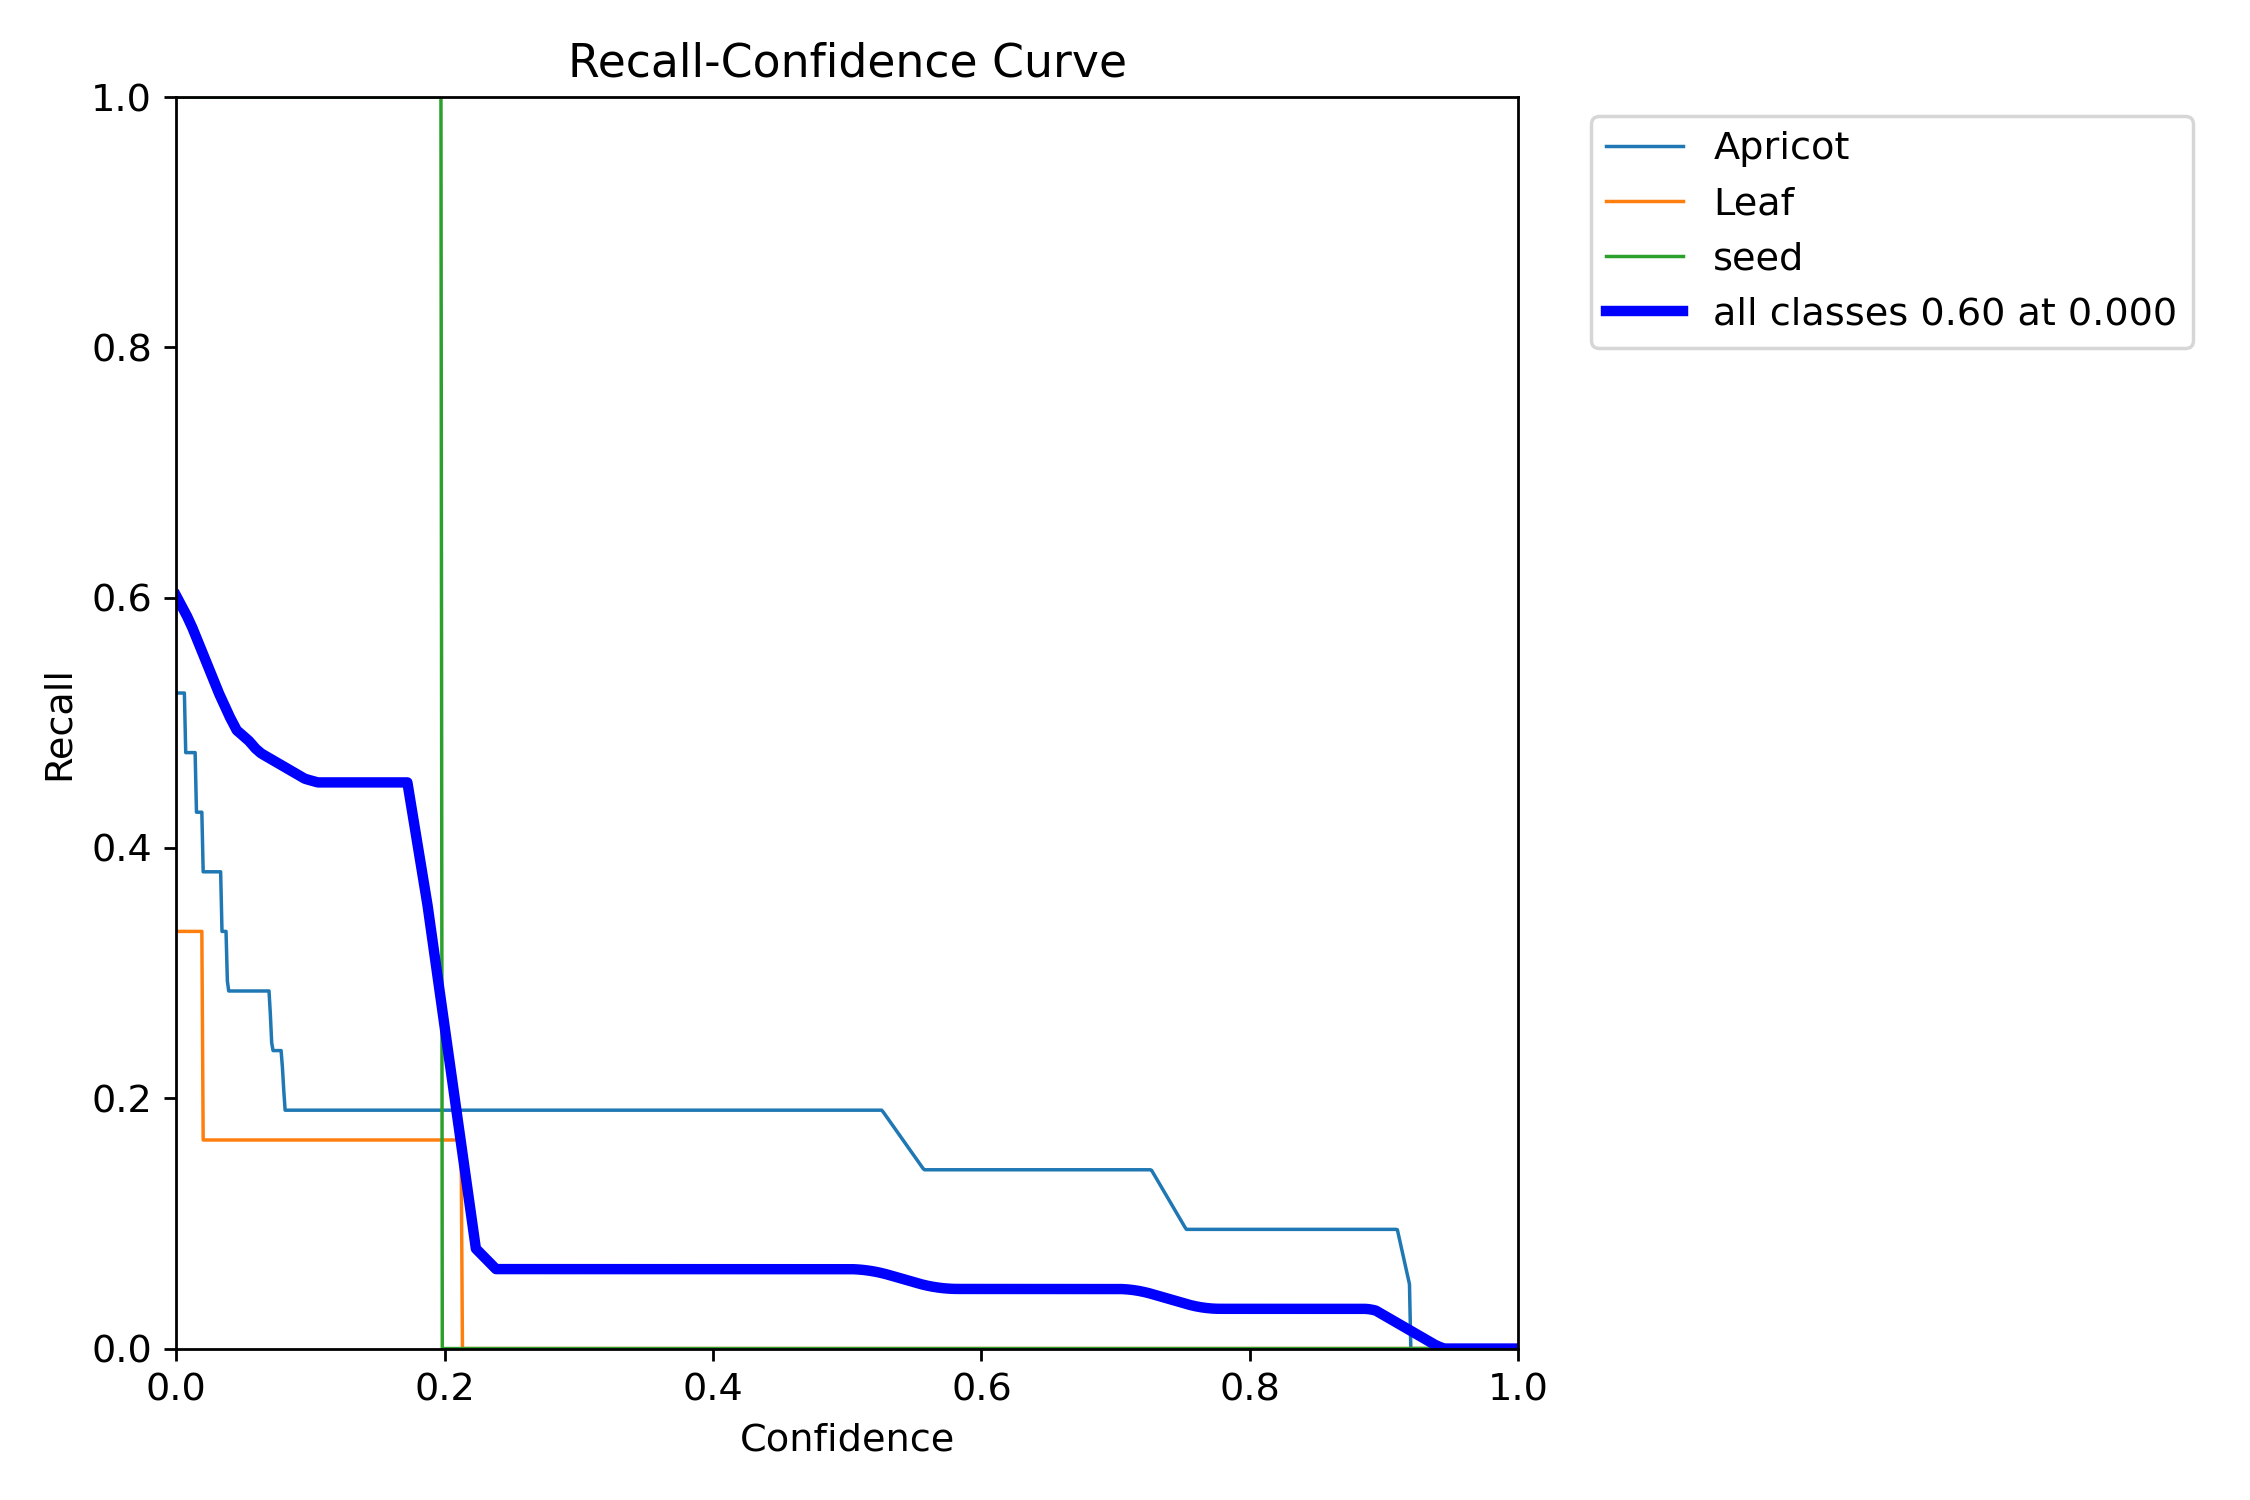 Recall-Confidence Curve
1.0
0.8
0.6
0.4
0.2
0.0
Recall
0.0 0.2 0.4 0.6 0.8 1.0
Confidence
Apricot
Leaf
seed
all classes 0.60 at 0.000